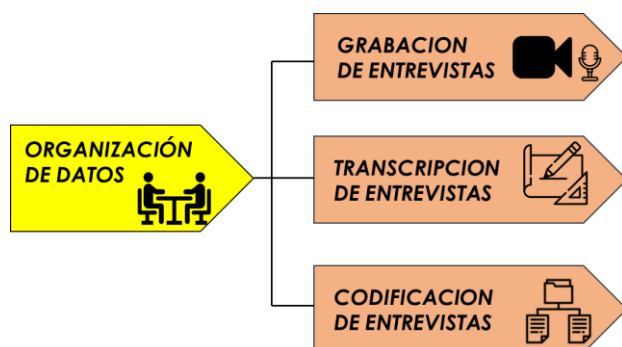 GRABACION
DE ENTREVISTAS
ORGANIZACIÓN
DE DATOS
TRANSCRIPCION
DE ENTREVISTAS
CODIFICACION
DE ENTREVISTAS